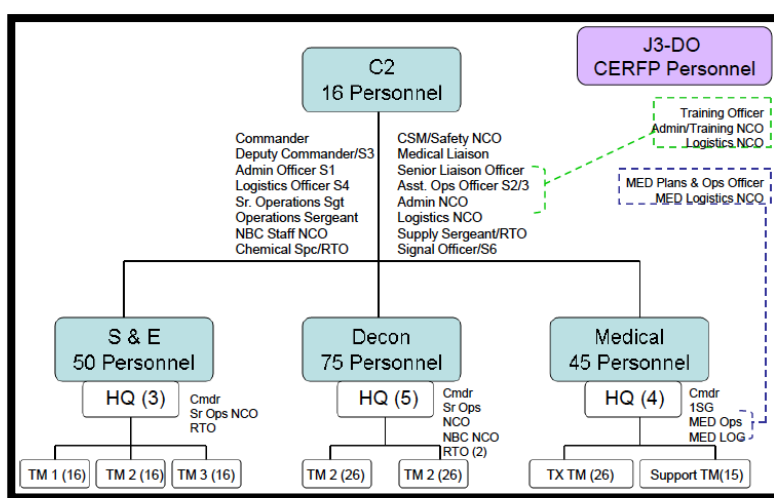 C2
16 Personnel
J3-DO
CERFP Personnel
Training Officer
Admin/Training NCO
Logistics NCO
MED Plans & Ops Officer
MED Logistics NCO
Commander
Deputy Commander/S3
Admin Officer S1
Logistics Officer S4
Sr. Operations Sgt
Operations Sergeant
NBC Staff NCO
Chemical Spc/RTO
CSM/Safety NCO
Medical Liaison
Senior Liaison Officer
Asst. Ops Officer S2/3
Admin NCO
Logistics NCO
Supply Sergeant/RTO
Signal Officer/S6
S & E
50 Personnel
HQ (3)
Cmdr
Sr Ops NCO
RTO
TM 1 (16)
TM 2 (16)
TM 3 (16)
Decon
75 Personnel
HQ (5)
Cmdr
Sr Ops
NCO
NBC NCO
RTO (2)
TM 2 (26)
TM 2 (26)
Medical
45 Personnel
HQ (4)
Cmdr
1SG
MED Ops
MED LOG
TX TM (26)
Support TM(15)